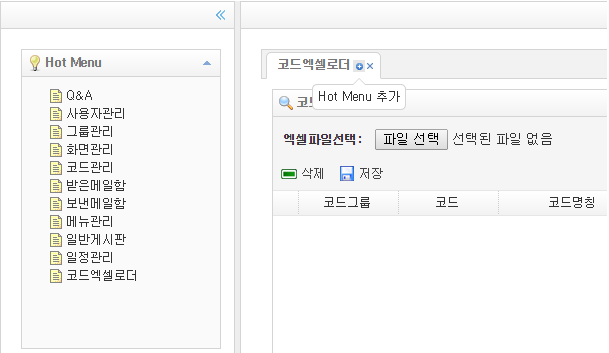 Hot Menu
Q&A
사용자관리
그룹관리
화면관리
코드관리
받은메일함
보낸메일함
메뉴관리
일반게시판
일정관리
코드엑셀로더
코드엑셀로더
Hot Menu 추가
엑셀파일선택: 파일 선택 선택된 파일 없음
삭제 저장
코드그룹 코드 코드명칭